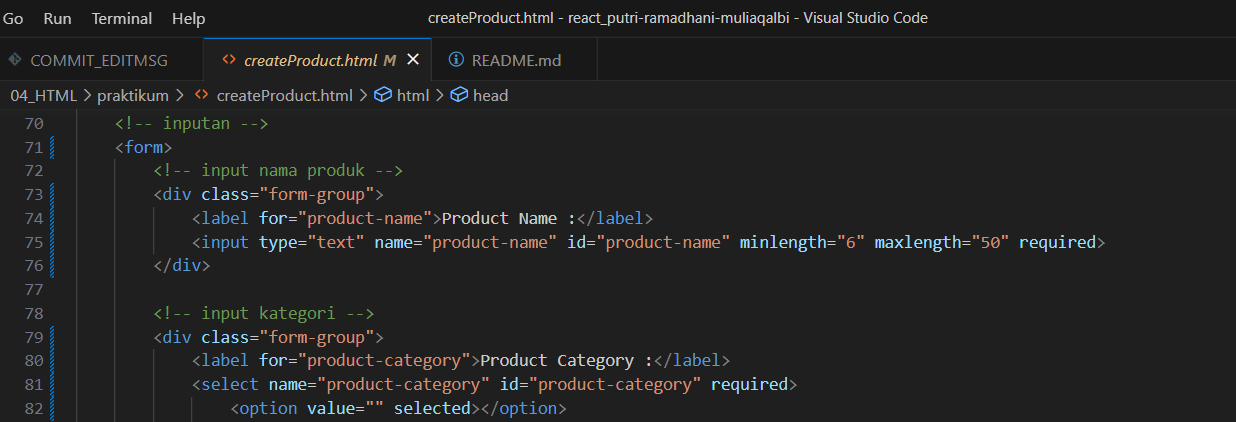 Go Run Terminal Help createProduct.html - react_putri-ramadhani-muliaqalbi - Visual Studio Code
COMMIT_EDITMSG createProduct.html M README.md
04_HTML > praktikum > createProduct.html > html > head
70 <!-- inputan -->
71 <form>
72 <!-- input nama produk -->
73 <div class="form-group">
74 <label for="product-name">Product Name :</label>
75 <input type="text" name="product-name" id="product-name" minlength="6" maxlength="50" required>
76 </div>
77
78 <!-- input kategori -->
79 <div class="form-group">
80 <label for="product-category">Product Category :</label>
81 <select name="product-category" id="product-category" required>
82 <option value="" selected></option>